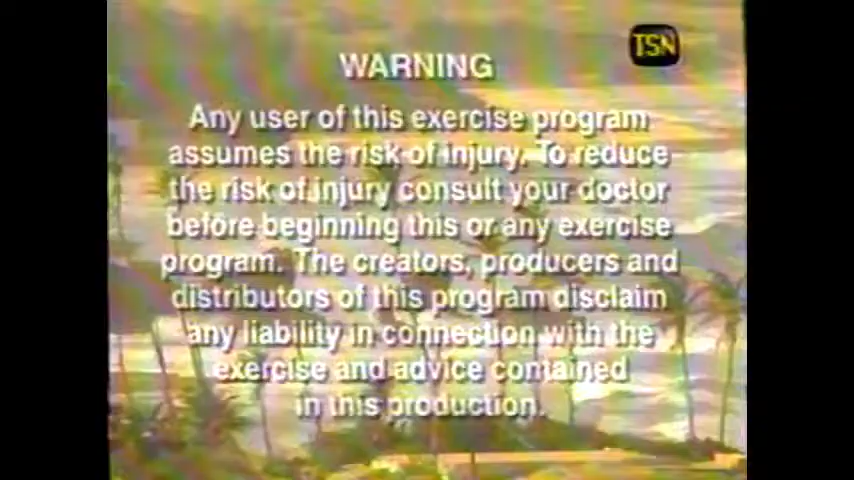 TSN
WARNING
Any user of this exercise program
assumes the risk of injury. To reduce
the risk of injury consult your doctor
before beginning this or any exercise
program. The creators, producers and
distributors of this program disclaim
any liability in connection with the
exercise and advice contained
in this production.